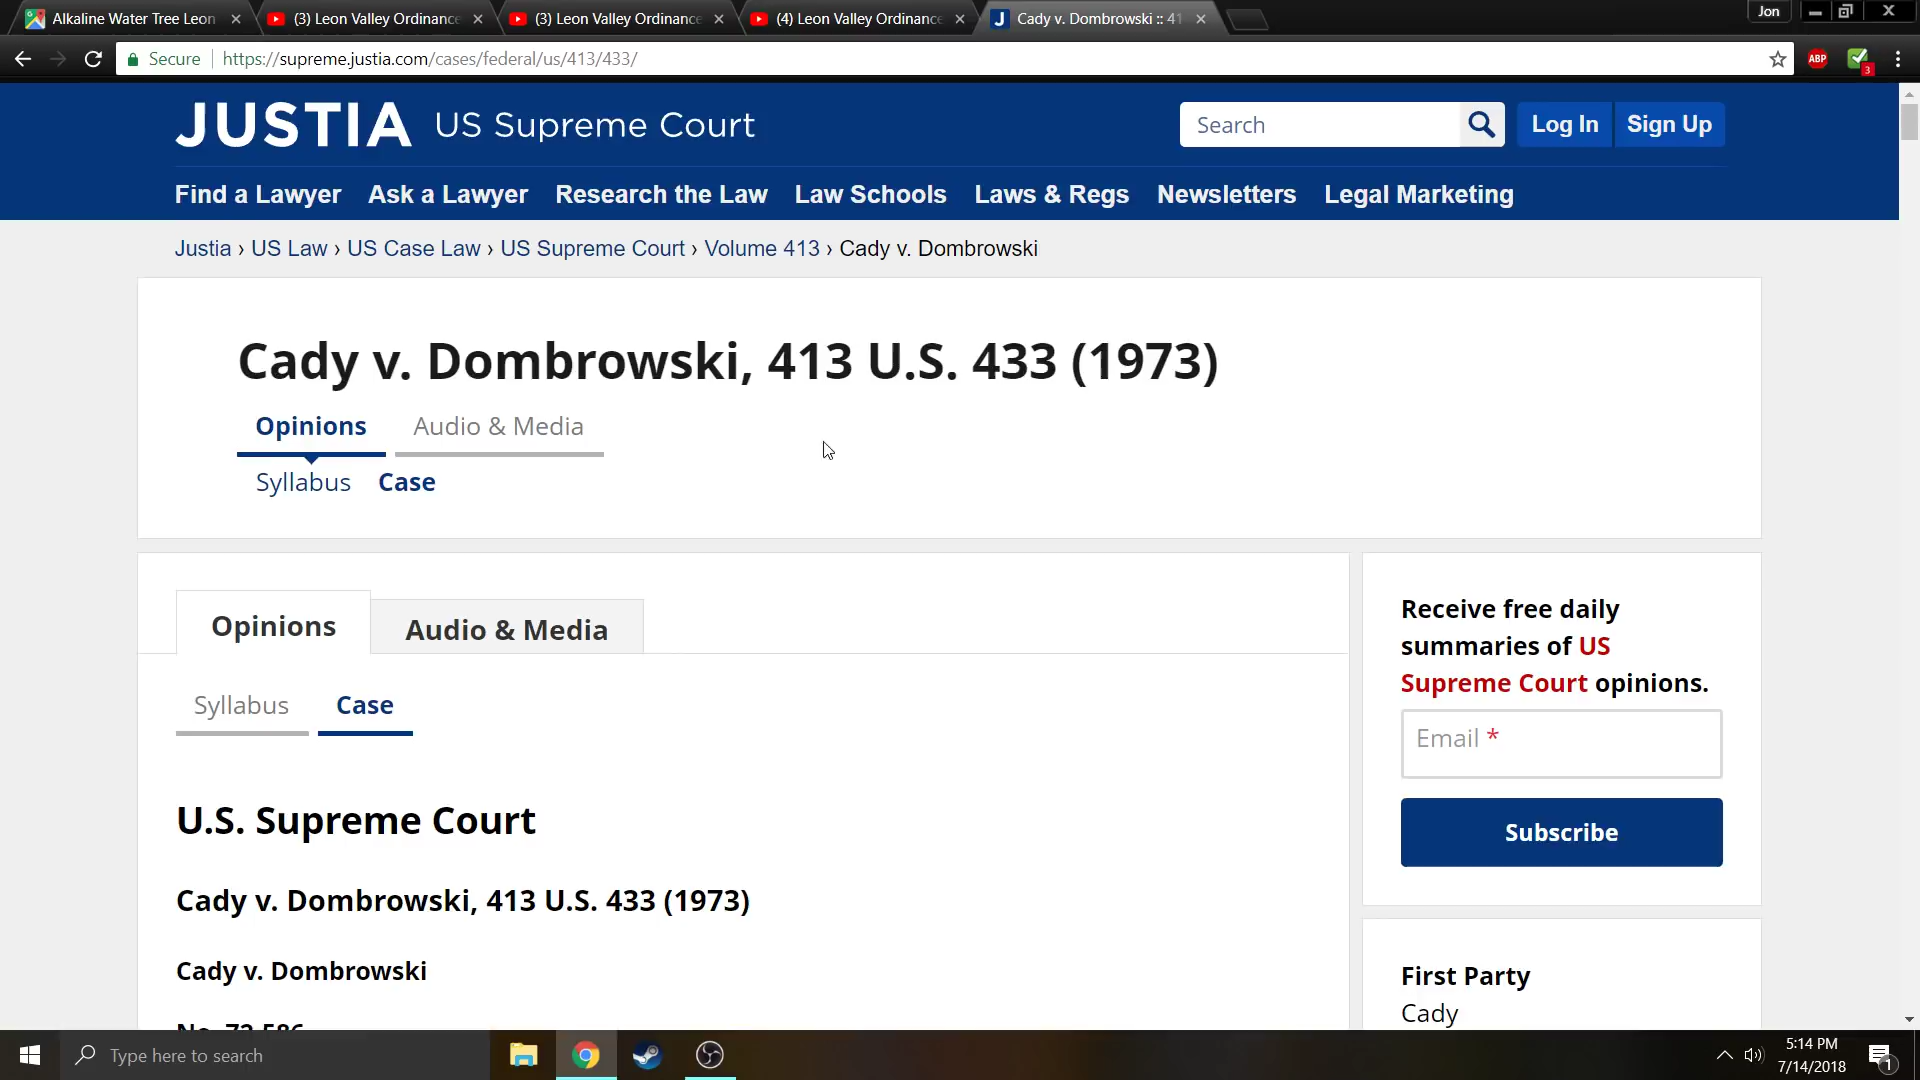 Alkaline Water Tree Leon
(3) Leon Valley Ordinance
(3) Leon Valley Ordinance
(4) Leon Valley Ordinance
Cady v. Dombrowski :: 41
Jon
Secure
https://supreme.justia.com/cases/federal/us/413/433/
ABP
3
JUSTIA US Supreme Court
Search
Log In
Sign Up
Find a Lawyer Ask a Lawyer Research the Law Law Schools Laws & Regs Newsletters Legal Marketing
Justia › US Law › US Case Law › US Supreme Court › Volume 413 › Cady v. Dombrowski
Cady v. Dombrowski, 413 U.S. 433 (1973)
Opinions Audio & Media
Syllabus Case
Opinions Audio & Media
Syllabus Case
U.S. Supreme Court
Cady v. Dombrowski, 413 U.S. 433 (1973)
Cady v. Dombrowski
No. 72-586
Receive free daily
summaries of US
Supreme Court opinions.
Email *
Subscribe
First Party
Cady
Type here to search
5:14 PM
7/14/2018
1